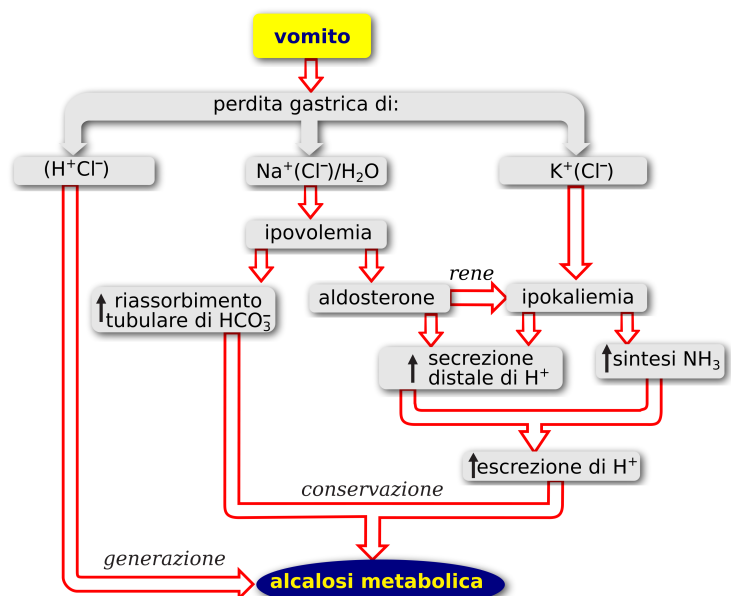 vomito
perdita gastrica di:
(H⁺Cl⁻)
Na⁺(Cl⁻)/H₂O
K⁺(Cl⁻)
ipovolemia
rene
↑ riassorbimento
tubulare di HCO₃⁻
aldosterone
ipokaliemia
↑ secrezione
distale di H⁺
↑sintesi NH₃
↑escrezione di H⁺
conservazione
generazione
alcalosi metabolica